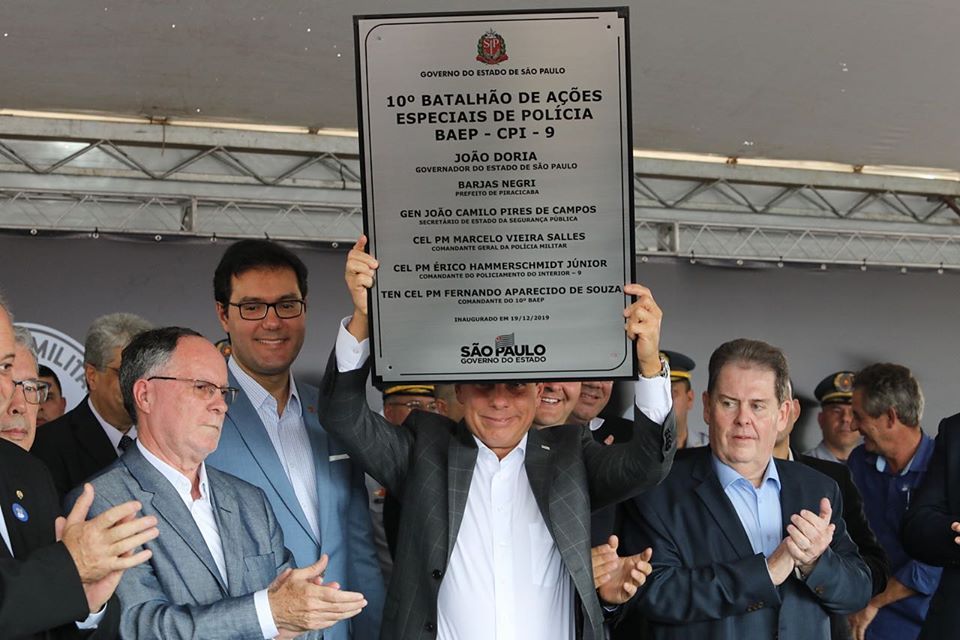 GOVERNO DO ESTADO DE SÃO PAULO
10º BATALHÃO DE AÇÕES
ESPECIAIS DE POLÍCIA
BAEP - CPI - 9
JOÃO DORIA
GOVERNADOR DO ESTADO DE SÃO PAULO
BARJAS NEGRI
PREFEITO DE PIRACICABA
GEN JOÃO CAMILO PIRES DE CAMPOS
SECRETÁRIO DE ESTADO DA SEGURANÇA PÚBLICA
CEL PM MARCELO VIEIRA SALLES
COMANDANTE GERAL DA POLÍCIA MILITAR
CEL PM ÉRICO HAMMERSCHMIDT JÚNIOR
COMANDANTE DO POLICIAMENTO DO INTERIOR - 9
TEN CEL PM FERNANDO APARECIDO DE SOUZA
COMANDANTE DO 10º BAEP
INAUGURADO EM 19/12/2019
SÃO PAULO
GOVERNO DO ESTADO
MILI